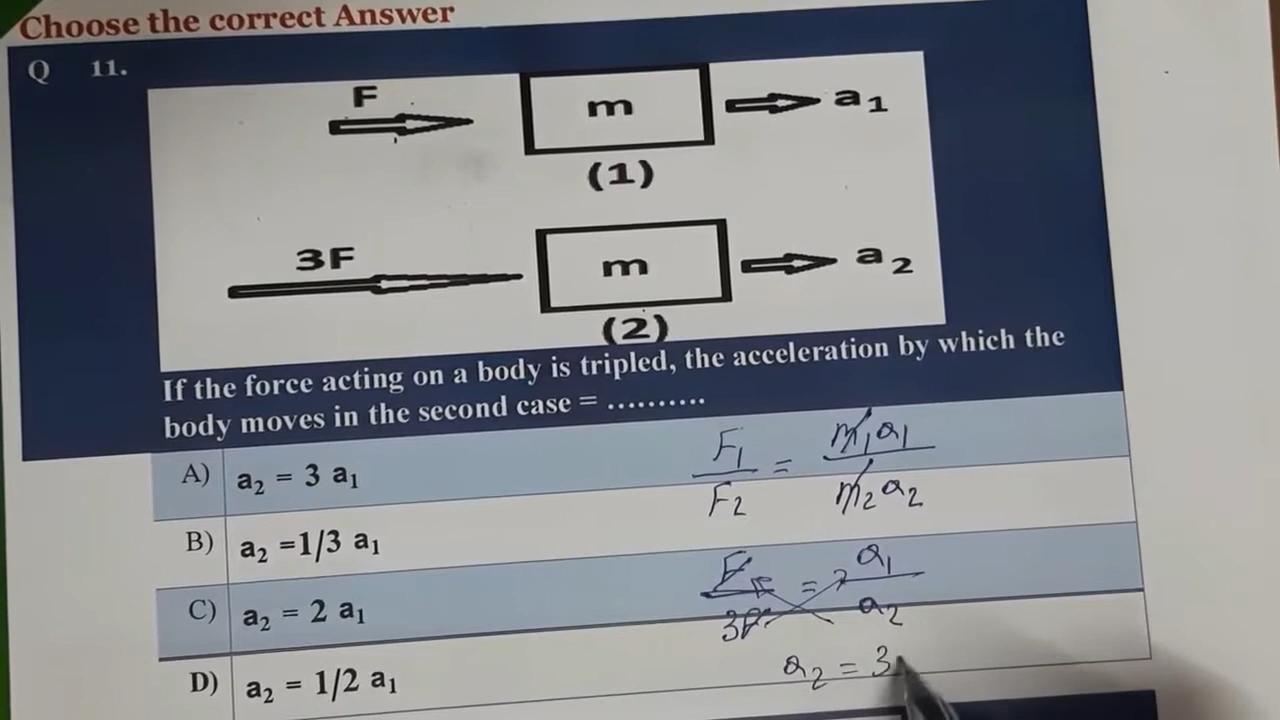 Choose the correct Answer
Q 11.
F
m
a1
(1)
3F
m
a2
(2)
If the force acting on a body is tripled, the acceleration by which the
body moves in the second case = ..........
A) a2 = 3 a1
B) a2 =1/3 a1
C) a2 = 2 a1
D) a2 = 1/2 a1
F1/F2 = m1a1/m2a2
F/3F = a1/a2
a2 = 3